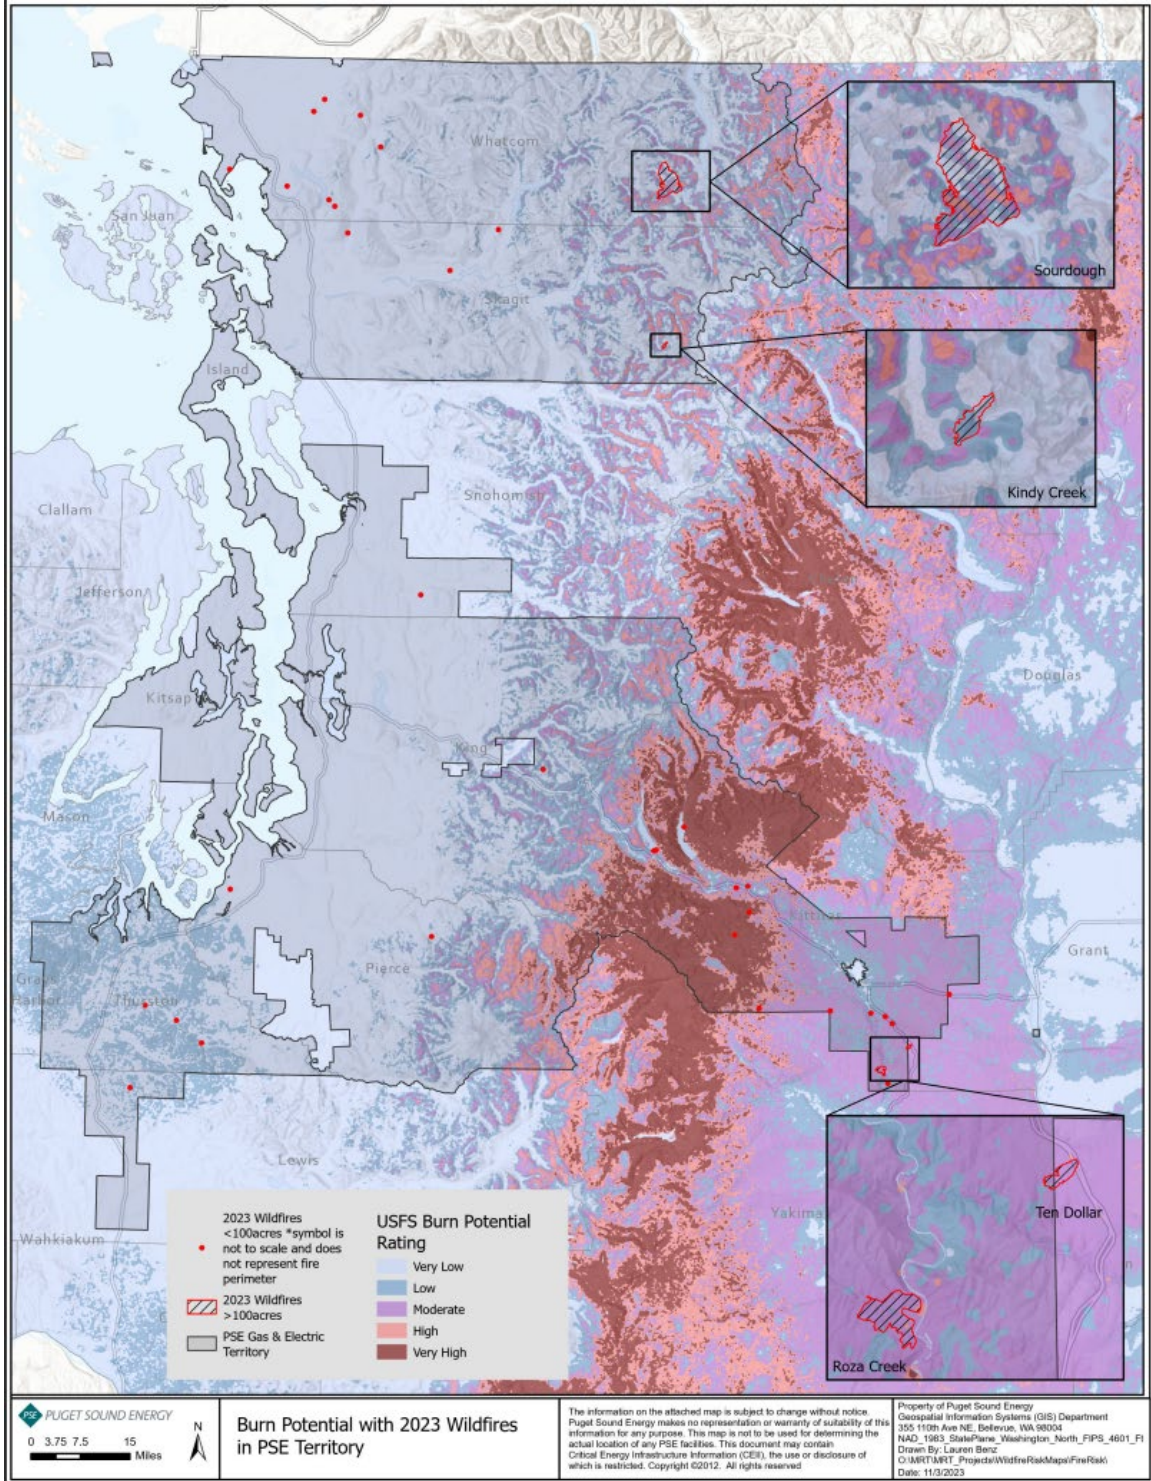 Whatcom
San Juan
Sourdough
Skagit
Island
Kindy Creek
Snohomish
Clallam
Jefferson
Kitsap
Douglas
King
Mason
Kittitas
Grant
Pierce
Grays
Harbor
Thurston
Lewis
Yakima
Ten Dollar
Wahkiakum
Roza Creek
2023 Wildfires
<100acres *symbol is
not to scale and does
not represent fire
perimeter
2023 Wildfires
>100acres
PSE Gas & Electric
Territory
USFS Burn Potential
Rating
Very Low
Low
Moderate
High
Very High
PSE PUGET SOUND ENERGY
0 3.75 7.5 15
Miles
N
Burn Potential with 2023 Wildfires
in PSE Territory
The information on the attached map is subject to change without notice.
Puget Sound Energy makes no representation or warranty of suitability of this
information for any purpose. This map is not to be used for determining the
actual location of any PSE facilities. This document may contain
Critical Energy Infrastructure Information (CEII), the use or disclosure of
which is restricted. Copyright ©2012. All rights reserved
Property of Puget Sound Energy
Geospatial Information Systems (GIS) Department
355 110th Ave NE, Bellevue, WA 98004
NAD_1983_StatePlane_Washington_North_FIPS_4601_Ft
Drawn By: Lauren Benz
O:\MRT\MRT_Projects\WildfireRiskMaps\FireRisk\
Date: 11/3/2023